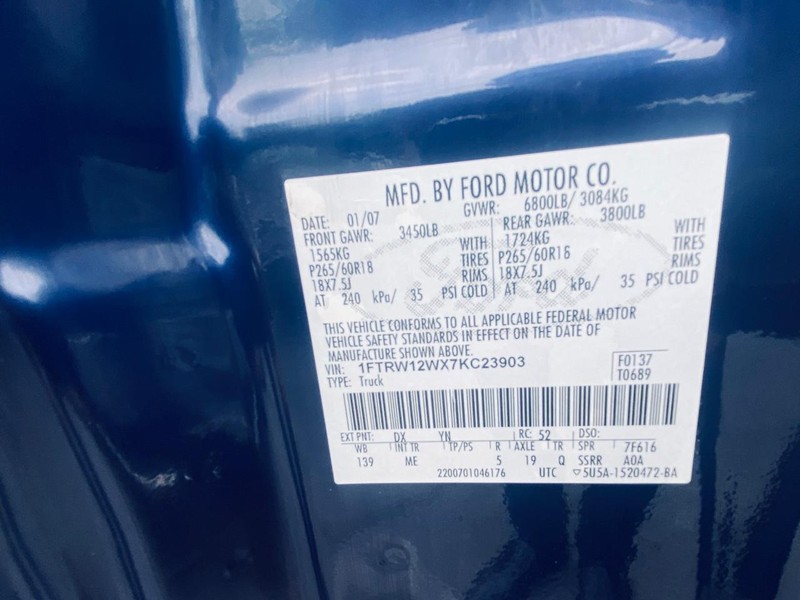 MFD. BY FORD MOTOR CO.
DATE: 01/07 GVWR: 6800LB/ 3084KG
FRONT GAWR: 3450LB REAR GAWR: 3800LB
1565KG WITH 1724KG WITH
P265/60R18 TIRES P265/60R18 TIRES
18X7.5J RIMS 18X7.5J RIMS
AT 240 kPa/ 35 PSI COLD AT 240 kPa/ 35 PSI COLD
Ford
THIS VEHICLE CONFORMS TO ALL APPLICABLE FEDERAL MOTOR
VEHICLE SAFETY STANDARDS IN EFFECT ON THE DATE OF
MANUFACTURE SHOWN ABOVE.
VIN: 1FTRW12WX7KC23903 F0137
TYPE: Truck T0689
EXT PNT: DX YN RC: 52 DSO:
WB INT TR TP/PS R AXLE TR SPR 7F616
139 ME 5 19 Q SSRR A0A
2200701046176 UTC ▽5U5A-1520472-BA